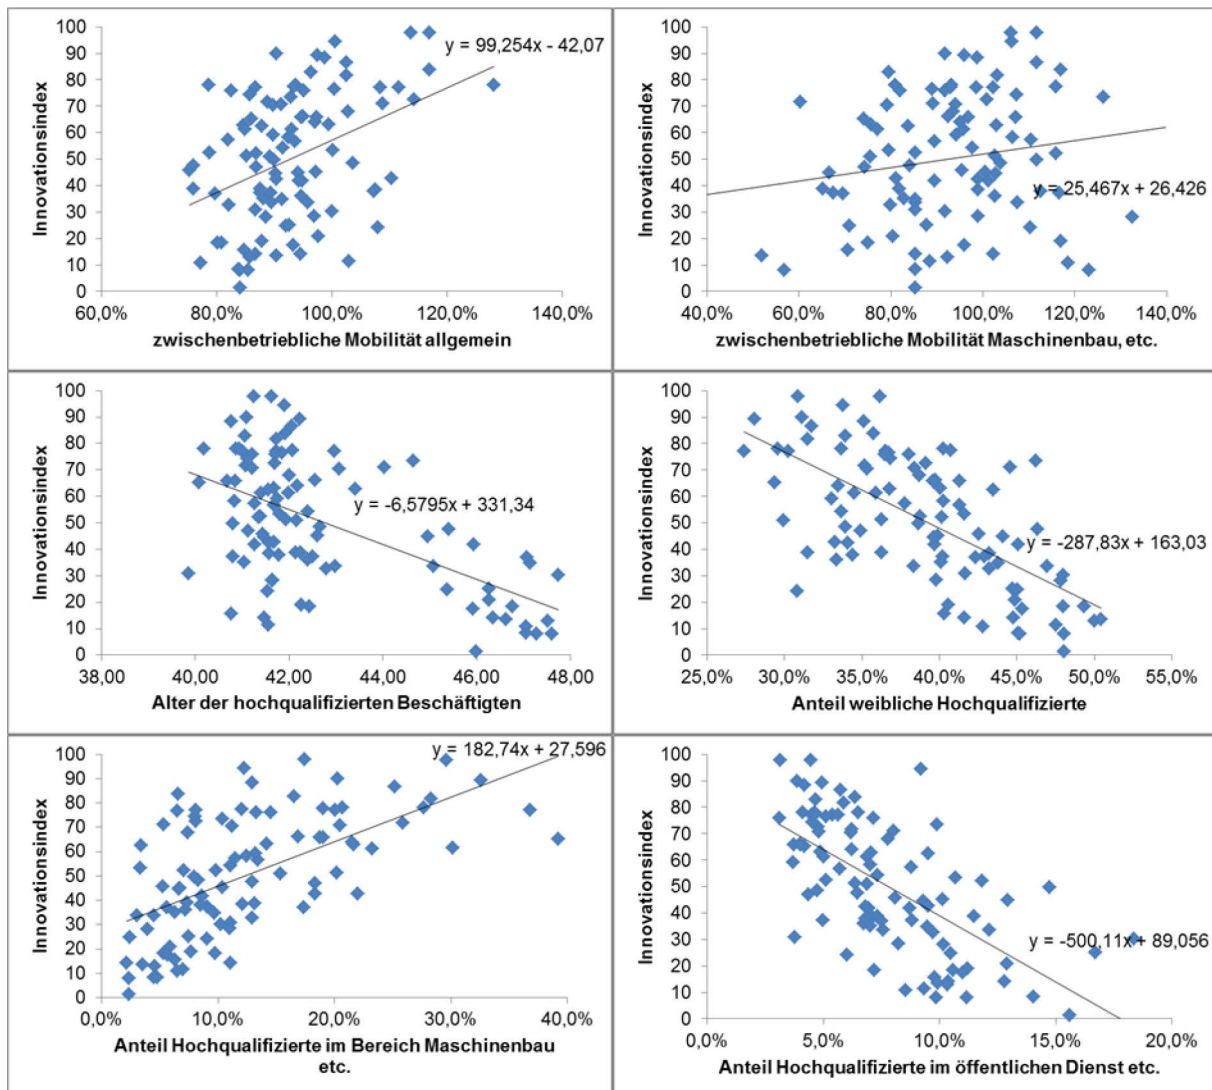 100
90
80
70
60
50
40
30
20
10
0
Innovationsindex
y = 99,254x - 42,07
60,0% 80,0% 100,0% 120,0% 140,0%
zwischenbetriebliche Mobilität allgemein
100
90
80
70
60
50
40
30
20
10
0
Innovationsindex
y = 25,467x + 26,426
40,0% 60,0% 80,0% 100,0% 120,0% 140,0%
zwischenbetriebliche Mobilität Maschinenbau, etc.
100
90
80
70
60
50
40
30
20
10
0
Innovationsindex
y = -6,5795x + 331,34
38,00 40,00 42,00 44,00 46,00 48,00
Alter der hochqualifizierten Beschäftigten
100
90
80
70
60
50
40
30
20
10
0
Innovationsindex
y = -287,83x + 163,03
25,0% 30,0% 35,0% 40,0% 45,0% 50,0% 55,0%
Anteil weibliche Hochqualifizierte
100
90
80
70
60
50
40
30
20
10
0
Innovationsindex
y = 182,74x + 27,596
0,0% 10,0% 20,0% 30,0% 40,0%
Anteil Hochqualifizierte im Bereich Maschinenbau
etc.
100
90
80
70
60
50
40
30
20
10
0
Innovationsindex
y = -500,11x + 89,056
0,0% 5,0% 10,0% 15,0% 20,0%
Anteil Hochqualifizierte im öffentlichen Dienst etc.